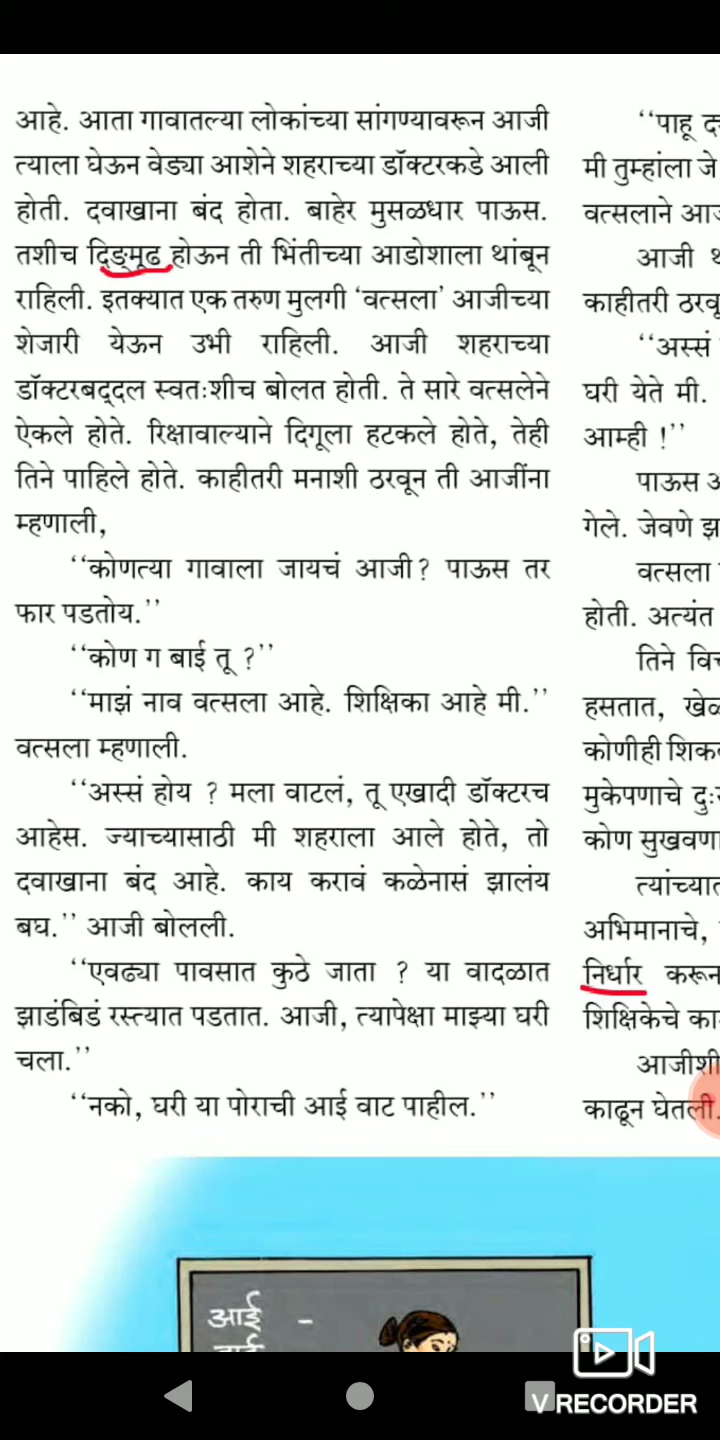 आहे. आता गावातल्या लोकांच्या सांगण्यावरून आजी
त्याला घेऊन वेड्या आशेने शहराच्या डॉक्टरकडे आली
होती. दवाखाना बंद होता. बाहेर मुसळधार पाऊस.
तशीच दिङ्मूढ होऊन ती भिंतीच्या आडोशाला थांबून
राहिली. इतक्यात एक तरुण मुलगी ‘वत्सला’ आजीच्या
शेजारी येऊन उभी राहिली. आजी शहराच्या
डॉक्टरबद्दल स्वतःशीच बोलत होती. ते सारे वत्सलेने
ऐकले होते. रिक्षावाल्याने दिगूला हटकले होते, तेही
तिने पाहिले होते. काहीतरी मनाशी ठरवून ती आजींना
म्हणाली,
‘‘कोणत्या गावाला जायचं आजी? पाऊस तर
फार पडतोय.’’
‘‘कोण ग बाई तू ?’’
‘‘माझं नाव वत्सला आहे. शिक्षिका आहे मी.’’
वत्सला म्हणाली.
‘‘अस्सं होय ? मला वाटलं, तू एखादी डॉक्टरच
आहेस. ज्याच्यासाठी मी शहराला आले होते, तो
दवाखाना बंद आहे. काय करावं कळेनासं झालंय
बघ.’’ आजी बोलली.
‘‘एवढ्या पावसात कुठे जाता ? या वादळात
झाडंबिडं रस्त्यात पडतात. आजी, त्यापेक्षा माझ्या घरी
चला.’’
‘‘नको, घरी या पोराची आई वाट पाहील.’’
‘‘पाहू
मी तुम्हांला जे
वत्सलाने
आजी
काहीतरी
‘‘अस्सं
घरी येते मी.
आम्ही !’’
पाऊस
गेले. जेवणे
वत्सला
होती. अत्यंत
तिने
हसतात,
कोणीही
मुकेपणाचे
कोण
अभिमानाचे,
निर्धार
शिक्षिकेचे
काढून घेतली.
आई -
V RECORDER